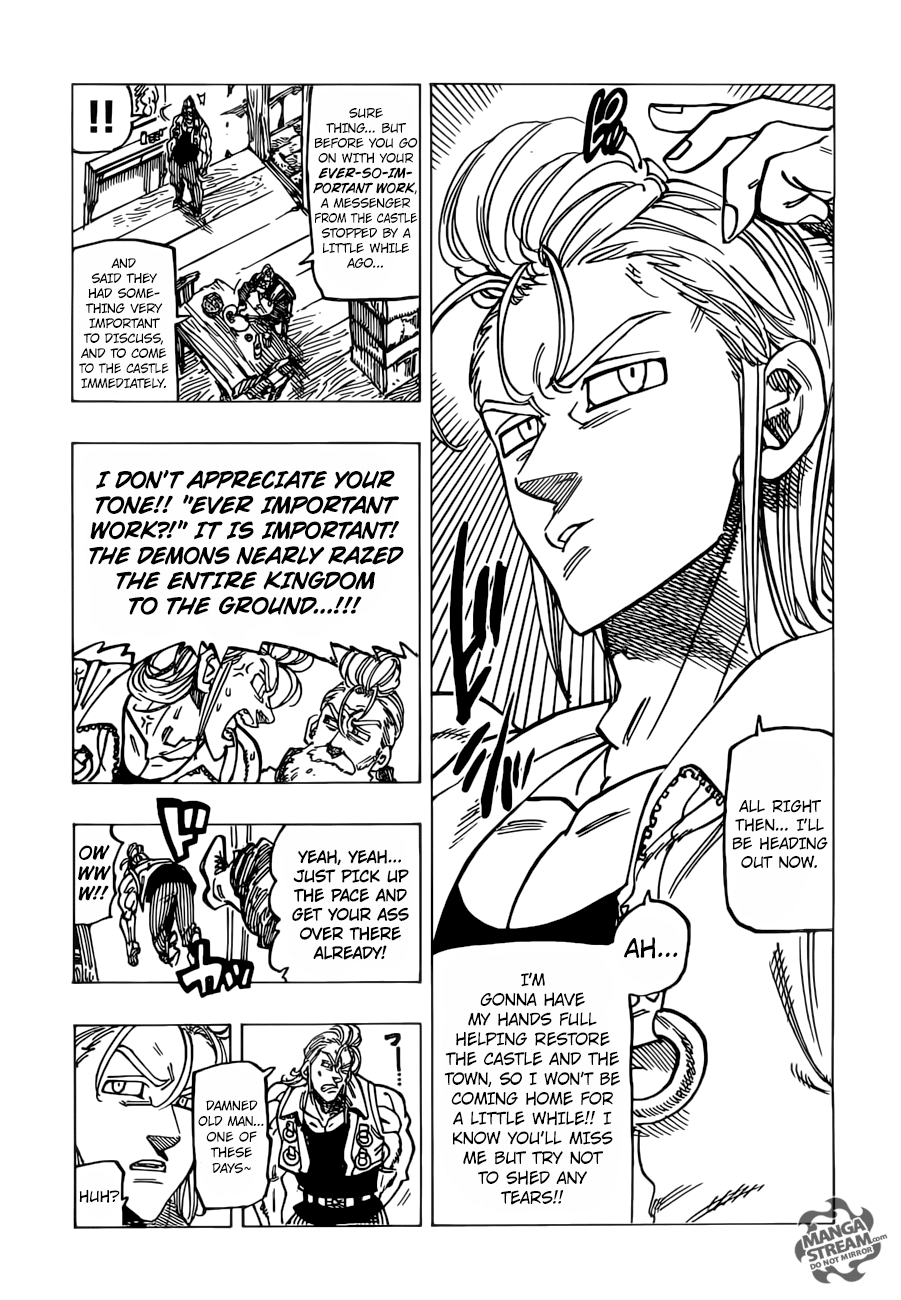 ALL RIGHT
THEN... I'LL
BE HEADING
OUT NOW.
AH...
I'M
GONNA HAVE
MY HANDS FULL
HELPING RESTORE
THE CASTLE AND THE
TOWN, SO I WON'T BE
COMING HOME FOR
A LITTLE WHILE!! I
KNOW YOU'LL MISS
ME BUT TRY NOT
TO SHED ANY
TEARS!!
SURE
THING... BUT
BEFORE YOU GO
ON WITH YOUR
EVER-SO-IM-
PORTANT WORK,
A MESSENGER
FROM THE CASTLE
STOPPED BY A
LITTLE WHILE
AGO...
!!
AND
SAID THEY
HAD SOME-
THING VERY
IMPORTANT
TO DISCUSS,
AND TO COME
TO THE CASTLE
IMMEDIATELY.
I DON'T APPRECIATE YOUR
TONE!! "EVER IMPORTANT
WORK?!" IT IS IMPORTANT!
THE DEMONS NEARLY RAZED
THE ENTIRE KINGDOM
TO THE GROUND...!!!
YEAH, YEAH...
JUST PICK UP
THE PACE AND
GET YOUR ASS
OVER THERE
ALREADY!
ドガッ
OW
WW
W!!
っ
DAMNED
OLD MAN...
ONE OF
THESE
DAYS~
HUH?
MANGA
STREAM.com
DO NOT MIRROR